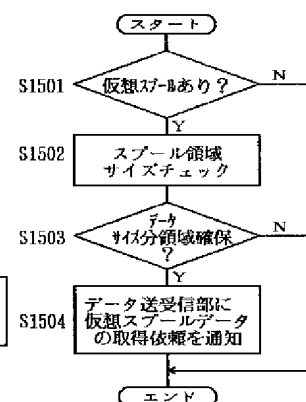 スタート
S1501
仮想スプールあり？
N
Y
S1502
スプール領域
サイズチェック
S1503
データ
サイズ分領域確保
？
N
Y
S1504
データ送受信部に
仮想スプールデータ
の取得依頼を通知
エンド